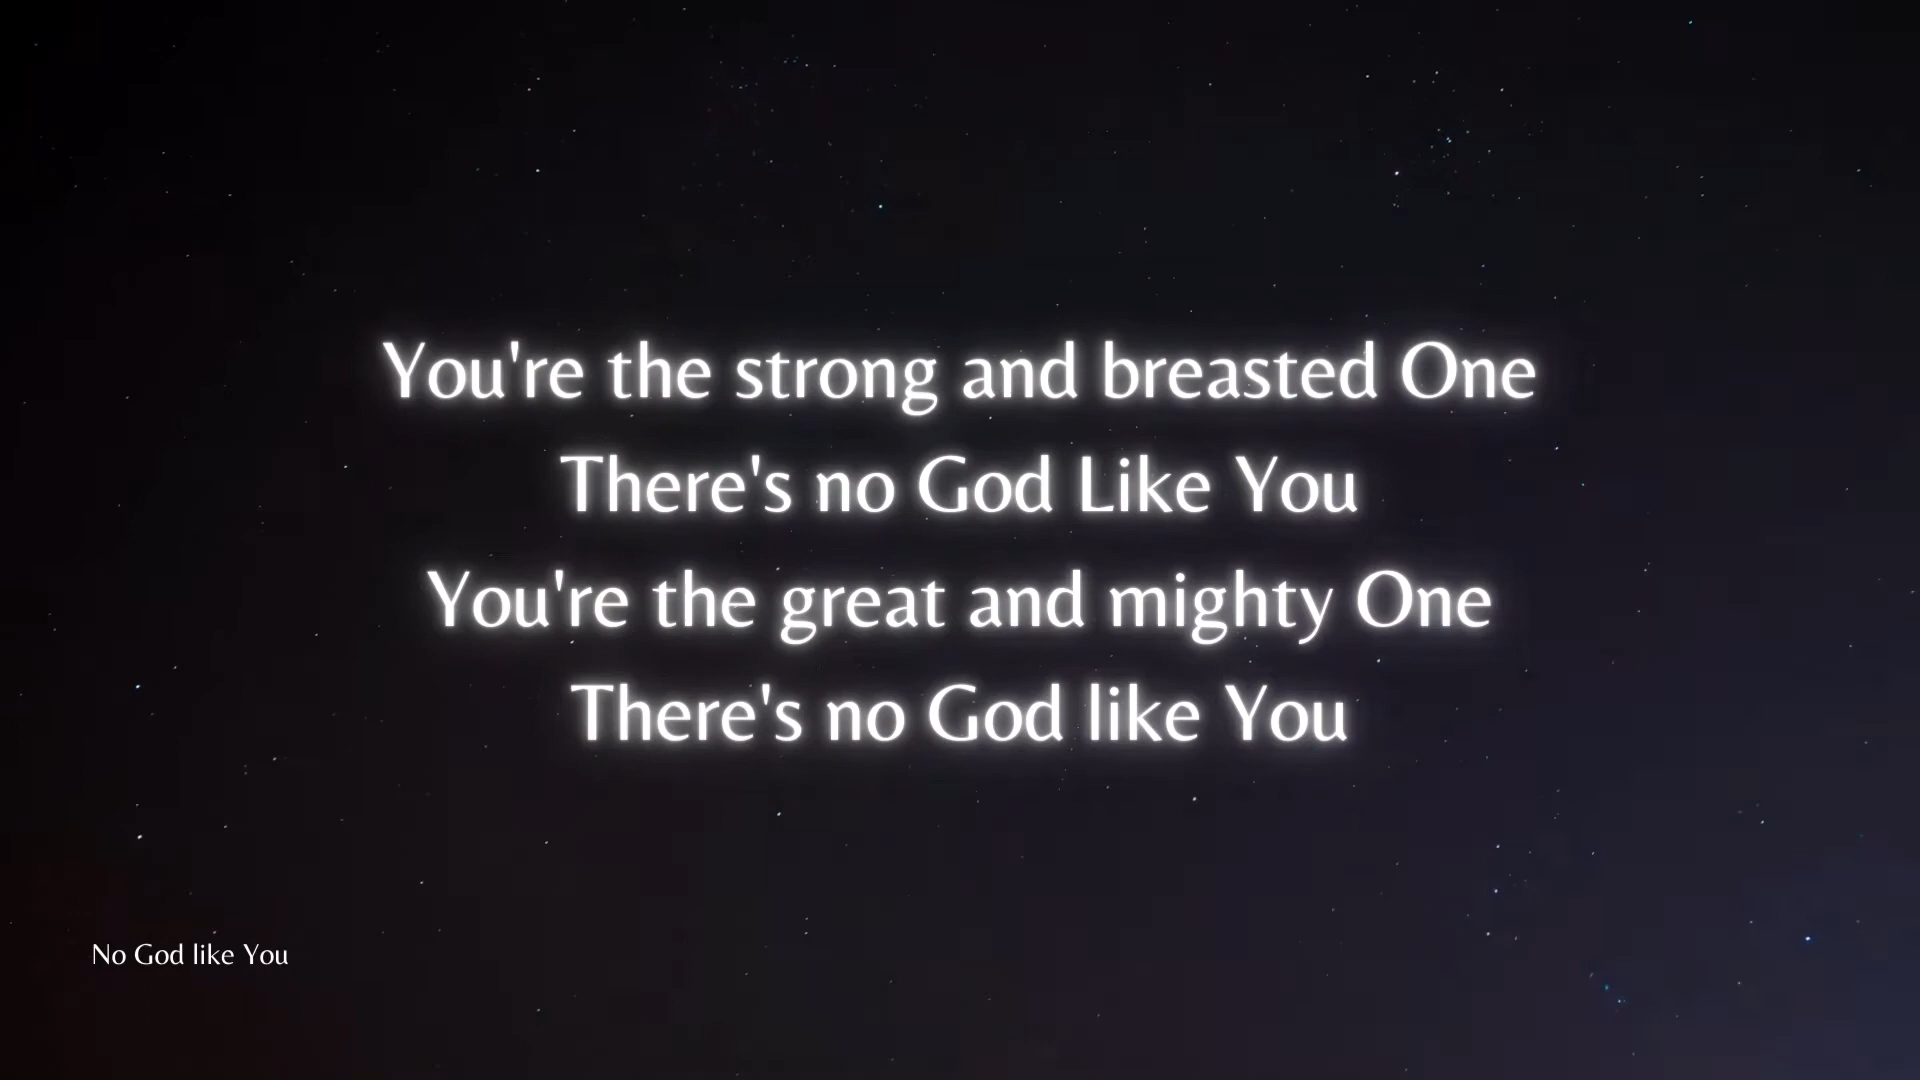 You're the strong and breasted One
There's no God Like You
You're the great and mighty One
There's no God like You
No God like You